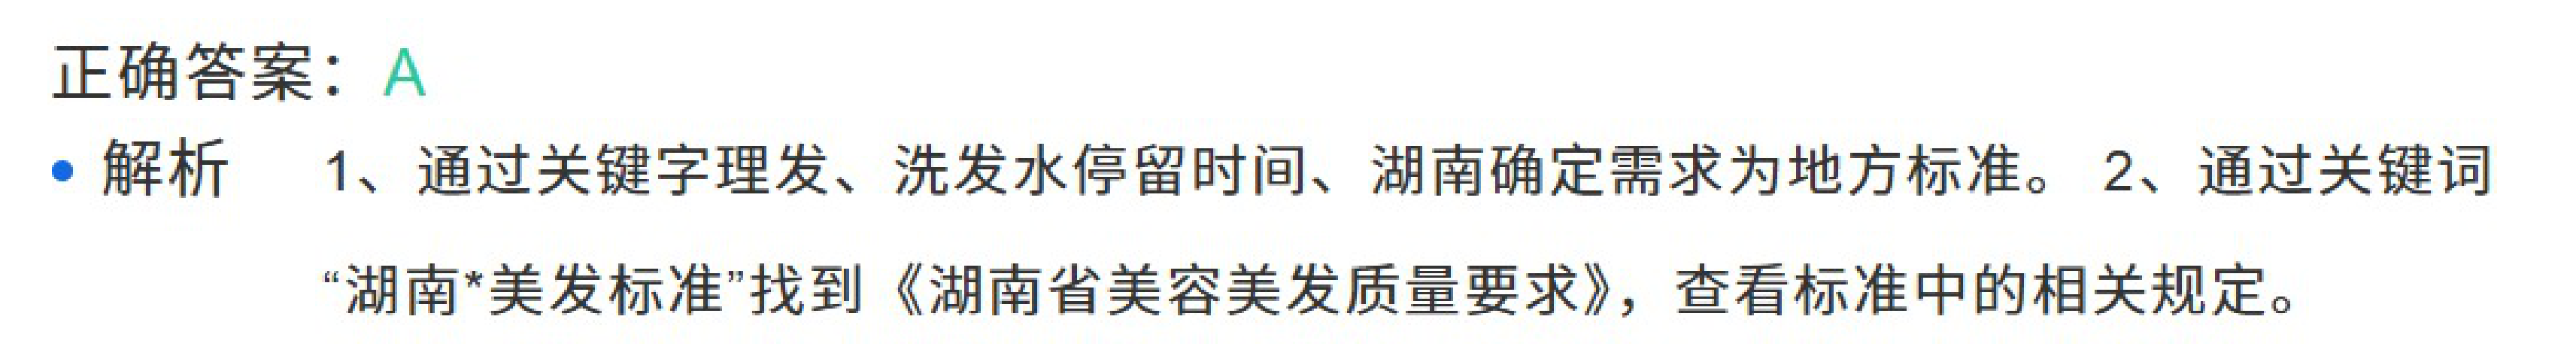 正确答案：A
• 解析 1、通过关键字理发、洗发水停留时间、湖南确定需求为地方标准。 2、通过关键词
“湖南*美发标准”找到《湖南省美容美发质量要求》，查看标准中的相关规定。